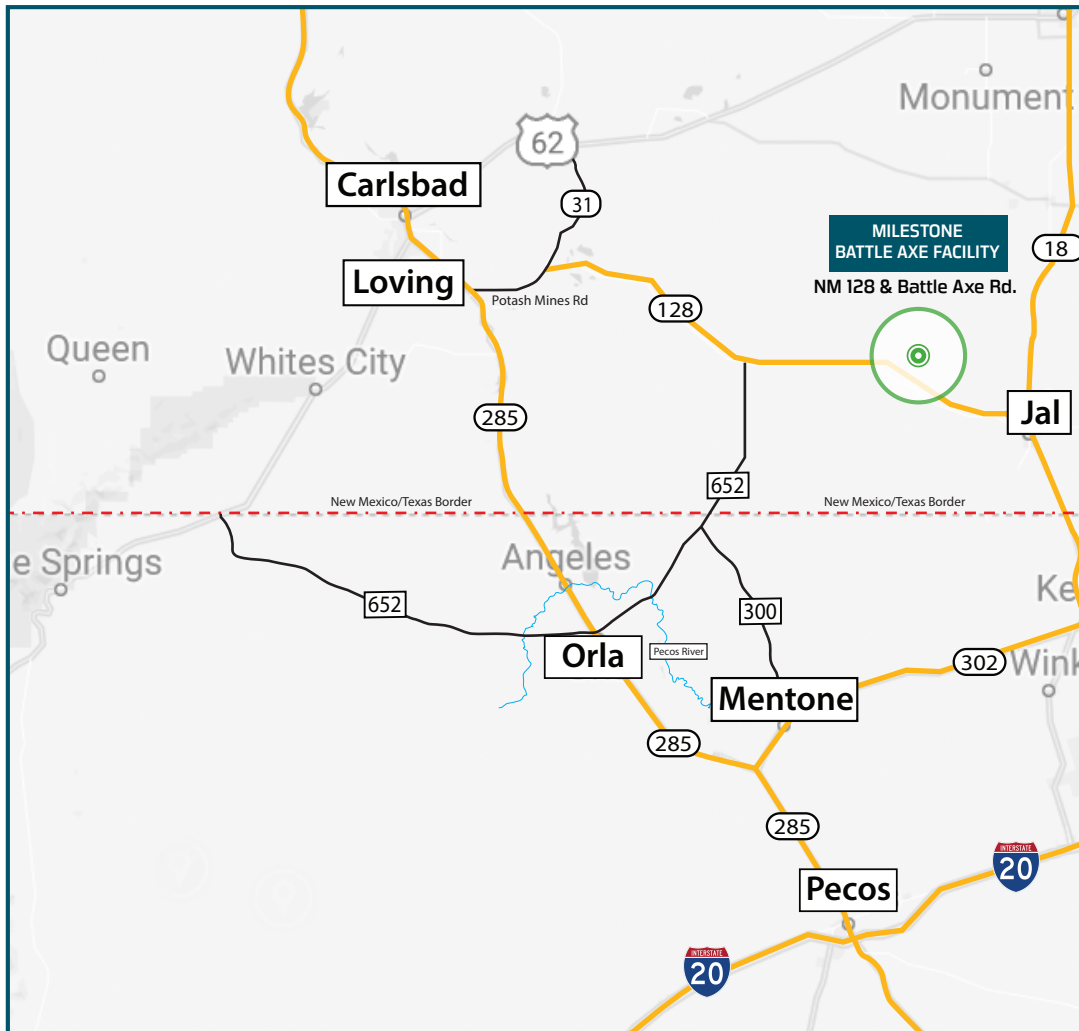 Monument
62
Carlsbad
31
MILESTONE
BATTLE AXE FACILITY
18
Loving
NM 128 & Battle Axe Rd.
Potash Mines Rd
128
Queen
Whites City
285
Jal
652
New Mexico/Texas Border
New Mexico/Texas Border
Angeles
e Springs
Ke
652
300
Orla
Pecos River
302
Wink
Mentone
285
285
INTERSTATE
20
Pecos
INTERSTATE
20